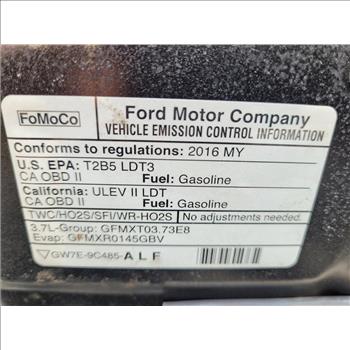 FoMoCo
Ford Motor Company
VEHICLE EMISSION CONTROL INFORMATION
Conforms to regulations: 2016 MY
U.S. EPA: T2B5 LDT3
CA OBD II Fuel: Gasoline
California: ULEV II LDT
CA OBD II Fuel: Gasoline
TWC/HO2S/SFI/WR-HO2S No adjustments needed.
3.7L-Group: GFMXT03.73E8
Evap: GFMXR0145GBV
GW7E-9C485-ALF